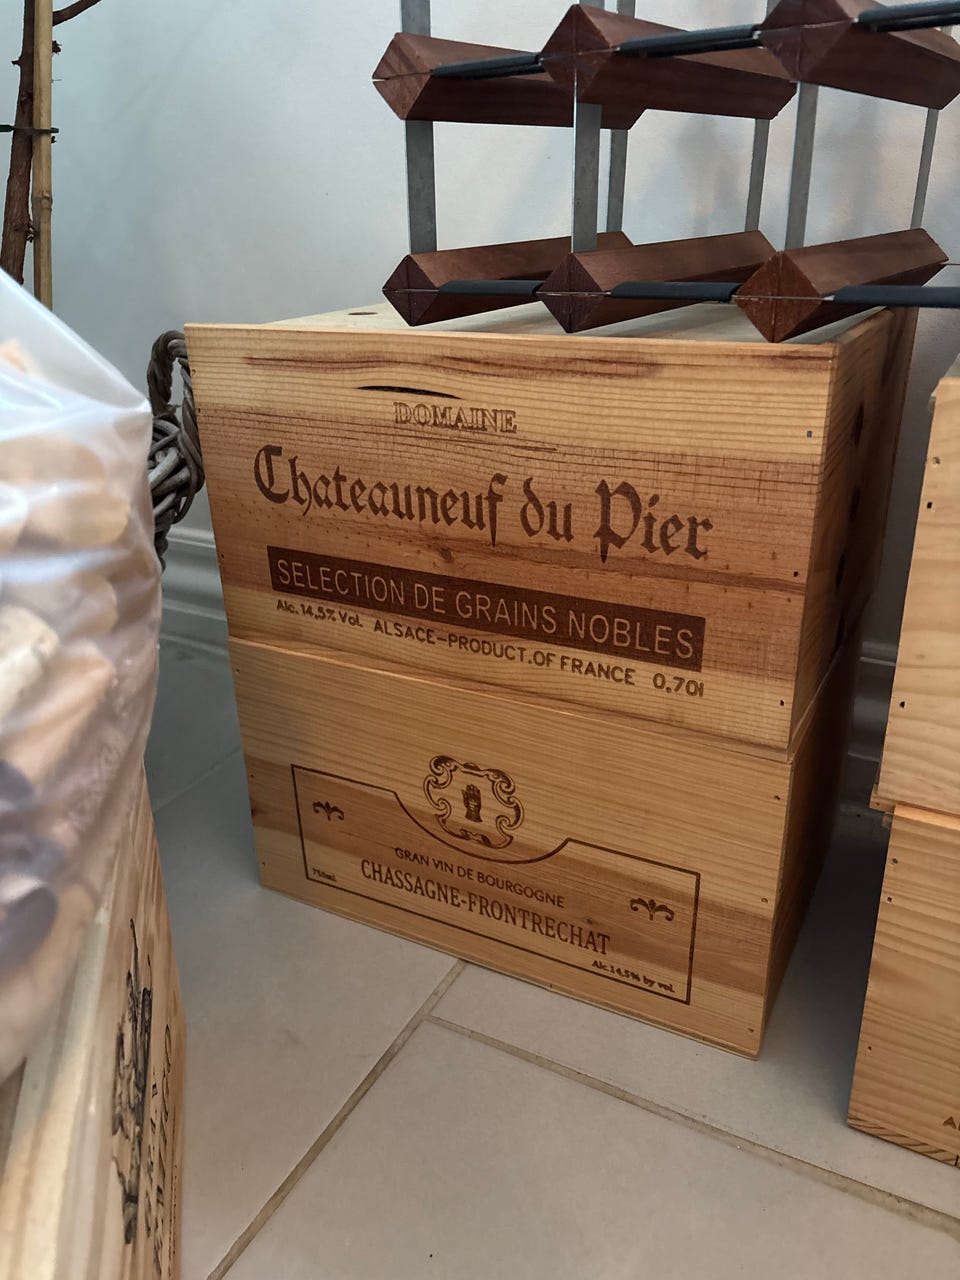 DOMAINE
Chateauneuf du Pier
SELECTION DE GRAINS NOBLES
Alc. 14,5% Vol. ALSACE-PRODUCT.OF FRANCE 0,70l
GRAN VIN DE BOURGOGNE
750ml
CHASSAGNE-FRONTRECHAT
Alc.14,5% by vol.